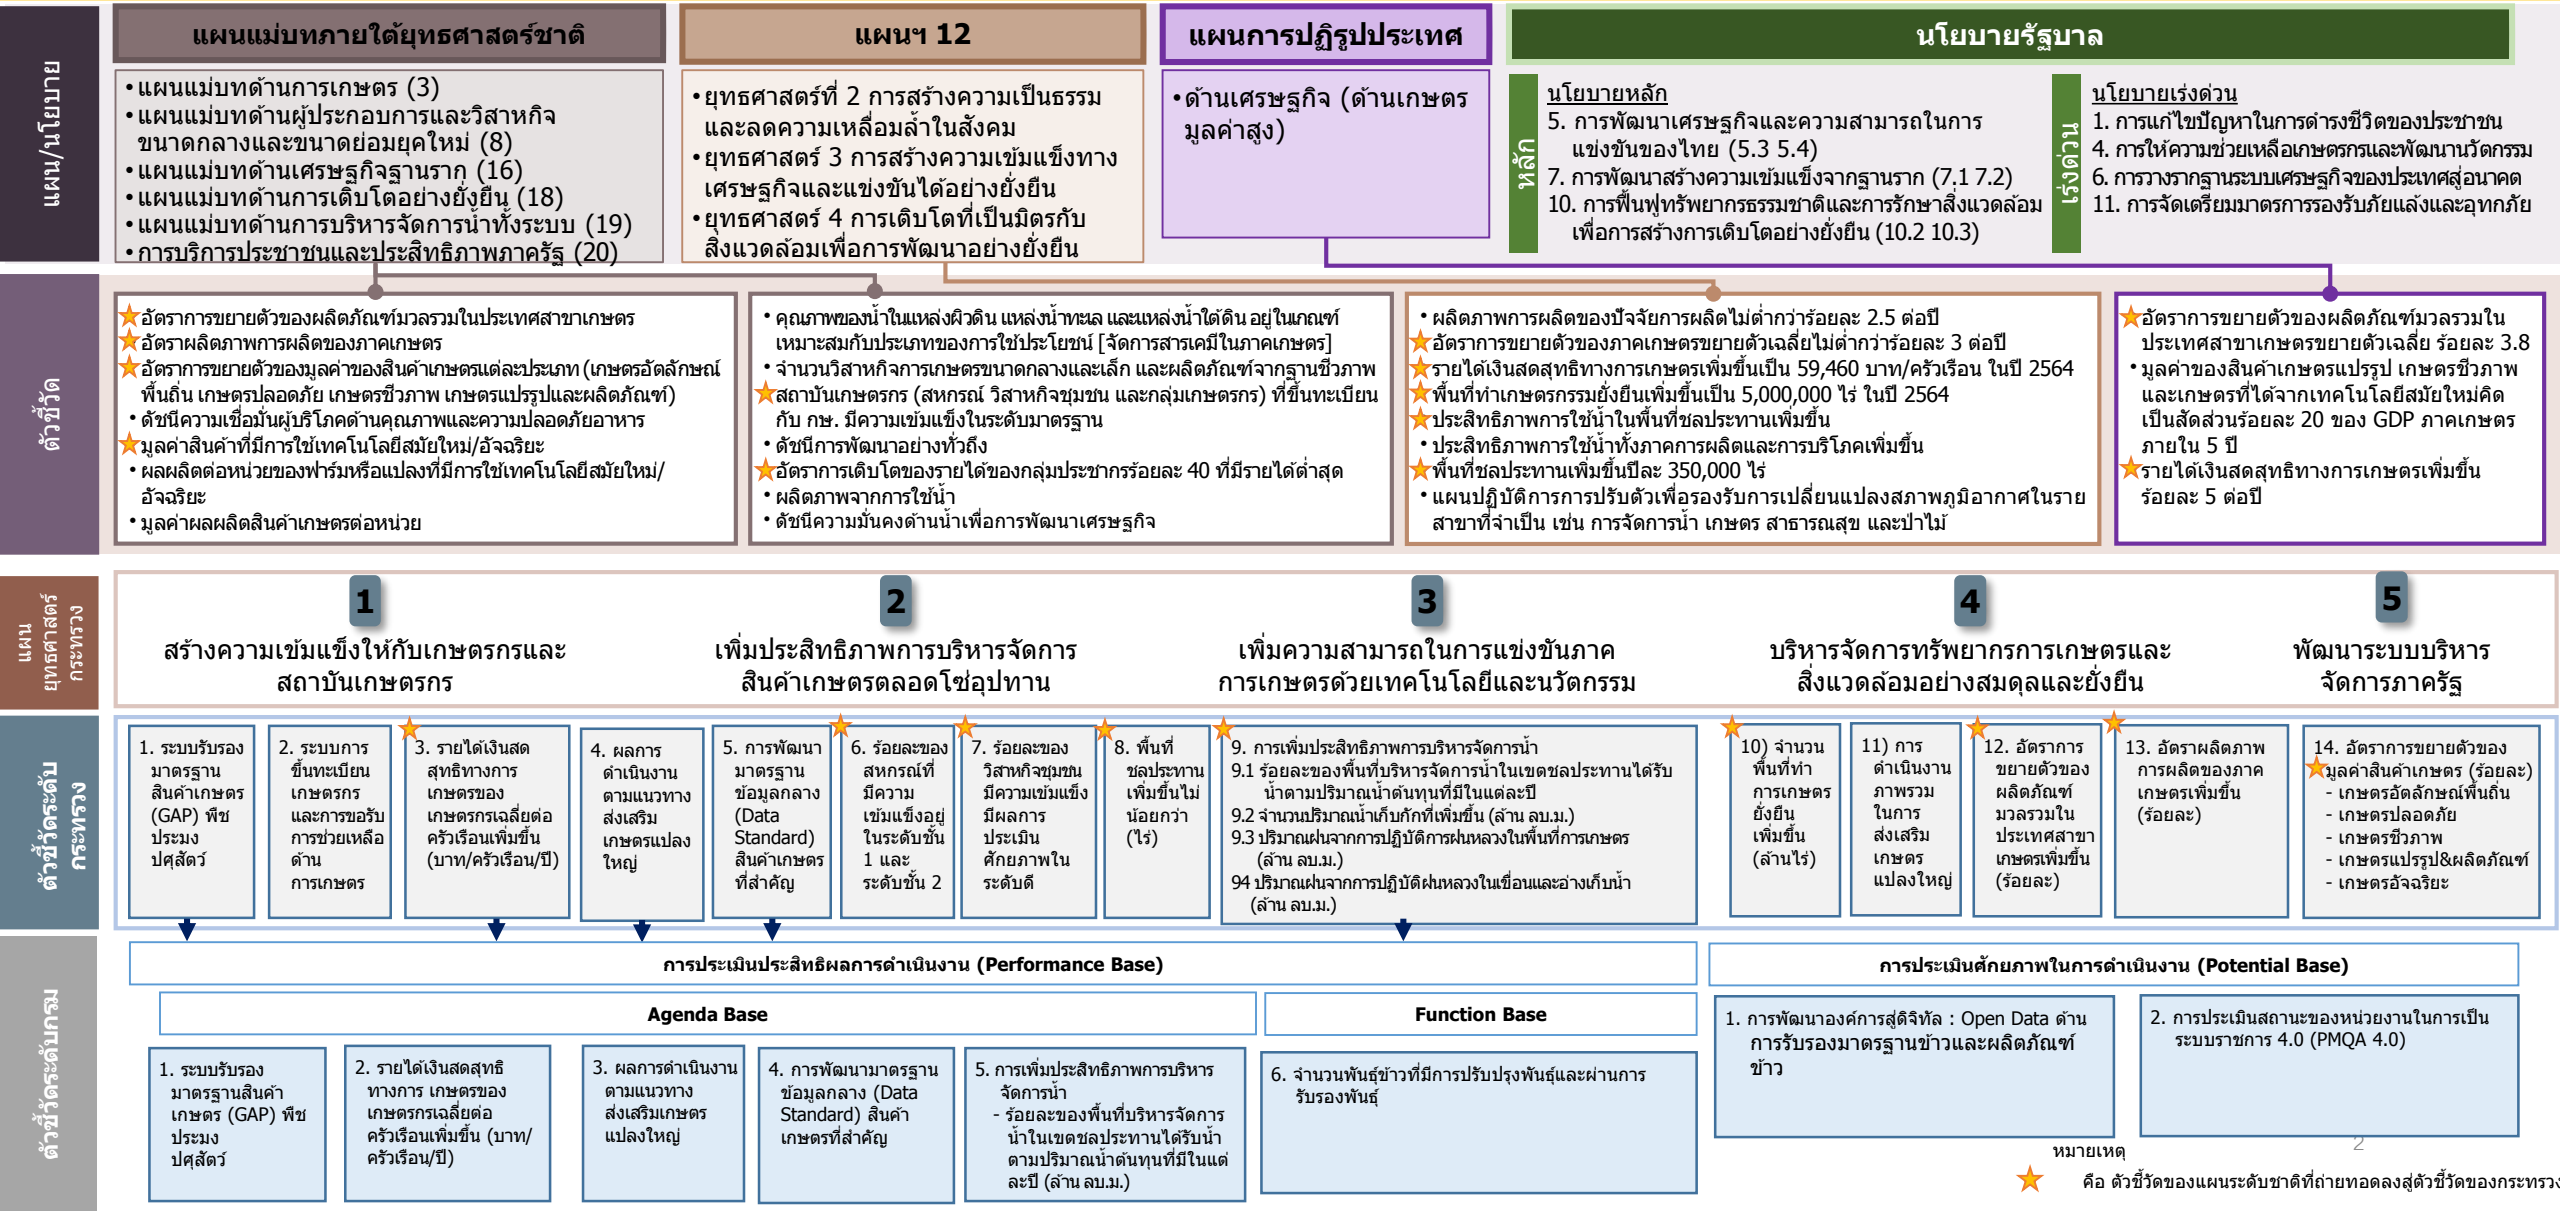 แผน/นโยบาย
แผนแม่บทภายใต้ยุทธศาสตร์ชาติ
•แผนแม่บทด้านการเกษตร (3)
•แผนแม่บทด้านผู้ประกอบการและวิสาหกิจ
ขนาดกลางและขนาดย่อมยุคใหม่ (8)
•แผนแม่บทด้านเศรษฐกิจฐานราก (16)
•แผนแม่บทด้านการเติบโตอย่างยั่งยืน (18)
•แผนแม่บทด้านการบริหารจัดการน้ำทั้งระบบ (19)
•การบริการประชาชนและประสิทธิภาพภาครัฐ (20)
แผนฯ 12
•ยุทธศาสตร์ที่ 2 การสร้างความเป็นธรรม
และลดความเหลื่อมล้ำในสังคม
•ยุทธศาสตร์ 3 การสร้างความเข้มแข็งทาง
เศรษฐกิจและแข่งขันได้อย่างยั่งยืน
•ยุทธศาสตร์ 4 การเติบโตที่เป็นมิตรกับ
สิ่งแวดล้อมเพื่อการพัฒนาอย่างยั่งยืน
แผนการปฏิรูปประเทศ
•ด้านเศรษฐกิจ (ด้านเกษตร
มูลค่าสูง)
นโยบายรัฐบาล
หลัก
นโยบายหลัก
5. การพัฒนาเศรษฐกิจและความสามารถในการ
แข่งขันของไทย (5.3 5.4)
7. การพัฒนาสร้างความเข้มแข็งจากฐานราก (7.1 7.2)
10. การฟื้นฟูทรัพยากรธรรมชาติและการรักษาสิ่งแวดล้อม
เพื่อการสร้างการเติบโตอย่างยั่งยืน (10.2 10.3)
เร่งด่วน
นโยบายเร่งด่วน
1. การแก้ไขปัญหาในการดำรงชีวิตของประชาชน
4. การให้ความช่วยเหลือเกษตรกรและพัฒนานวัตกรรม
6. การวางรากฐานระบบเศรษฐกิจของประเทศสู่อนาคต
11. การจัดเตรียมมาตรการรองรับภัยแล้งและอุทกภัย
ตัวชี้วัด
อัตราการขยายตัวของผลิตภัณฑ์มวลรวมในประเทศสาขาเกษตร
อัตราผลิตภาพการผลิตของภาคเกษตร
อัตราการขยายตัวของมูลค่าของสินค้าเกษตรแต่ละประเภท (เกษตรอัตลักษณ์
พื้นถิ่น เกษตรปลอดภัย เกษตรชีวภาพ เกษตรแปรรูปและผลิตภัณฑ์)
•ดัชนีความเชื่อมั่นผู้บริโภคด้านคุณภาพและความปลอดภัยอาหาร
มูลค่าสินค้าที่มีการใช้เทคโนโลยีสมัยใหม่/อัจฉริยะ
•ผลผลิตต่อหน่วยของฟาร์มหรือแปลงที่มีการใช้เทคโนโลยีสมัยใหม่/
อัจฉริยะ
•มูลค่าผลผลิตสินค้าเกษตรต่อหน่วย
•คุณภาพของน้ำในแหล่งผิวดิน แหล่งน้ำทะเล และแหล่งน้ำใต้ดิน อยู่ในเกณฑ์
เหมาะสมกับประเภทของการใช้ประโยชน์ [จัดการสารเคมีในภาคเกษตร]
•จำนวนวิสาหกิจการเกษตรขนาดกลางและเล็ก และผลิตภัณฑ์จากฐานชีวภาพ
สถาบันเกษตรกร (สหกรณ์ วิสาหกิจชุมชน และกลุ่มเกษตรกร) ที่ขึ้นทะเบียน
กับ กษ. มีความเข้มแข็งในระดับมาตรฐาน
•ดัชนีการพัฒนาอย่างทั่วถึง
อัตราการเติบโตของรายได้ของกลุ่มประชากรร้อยละ 40 ที่มีรายได้ต่ำสุด
•ผลิตภาพจากการใช้น้ำ
•ดัชนีความมั่นคงด้านน้ำเพื่อการพัฒนาเศรษฐกิจ
•ผลิตภาพการผลิตของปัจจัยการผลิตไม่ต่ำกว่าร้อยละ 2.5 ต่อปี
อัตราการขยายตัวของภาคเกษตรขยายตัวเฉลี่ยไม่ต่ำกว่าร้อยละ 3 ต่อปี
รายได้เงินสดสุทธิทางการเกษตรเพิ่มขึ้นเป็น 59,460 บาท/ครัวเรือน ในปี 2564
พื้นที่ทำเกษตรกรรมยั่งยืนเพิ่มขึ้นเป็น 5,000,000 ไร่ ในปี 2564
ประสิทธิภาพการใช้น้ำในพื้นที่ชลประทานเพิ่มขึ้น
•ประสิทธิภาพการใช้น้ำทั้งภาคการผลิตและการบริโภคเพิ่มขึ้น
พื้นที่ชลประทานเพิ่มขึ้นปีละ 350,000 ไร่
•แผนปฏิบัติการการปรับตัวเพื่อรองรับการเปลี่ยนแปลงสภาพภูมิอากาศในราย
สาขาที่จำเป็น เช่น การจัดการน้ำ เกษตร สาธารณสุข และป่าไม้
อัตราการขยายตัวของผลิตภัณฑ์มวลรวมใน
ประเทศสาขาเกษตรขยายตัวเฉลี่ย ร้อยละ 3.8
•มูลค่าของสินค้าเกษตรแปรรูป เกษตรชีวภาพ
และเกษตรที่ได้จากเทคโนโลยีสมัยใหม่คิด
เป็นสัดส่วนร้อยละ 20 ของ GDP ภาคเกษตร
ภายใน 5 ปี
รายได้เงินสดสุทธิทางการเกษตรเพิ่มขึ้น
ร้อยละ 5 ต่อปี
แผน
ยุทธศาสตร์
กระทรวง
1
สร้างความเข้มแข็งให้กับเกษตรกรและ
สถาบันเกษตรกร
2
เพิ่มประสิทธิภาพการบริหารจัดการ
สินค้าเกษตรตลอดโซ่อุปทาน
3
เพิ่มความสามารถในการแข่งขันภาค
การเกษตรด้วยเทคโนโลยีและนวัตกรรม
4
บริหารจัดการทรัพยากรการเกษตรและ
สิ่งแวดล้อมอย่างสมดุลและยั่งยืน
5
พัฒนาระบบบริหาร
จัดการภาครัฐ
ตัวชี้วัดระดับ
กระทรวง
1. ระบบรับรอง
มาตรฐาน
สินค้าเกษตร
(GAP) พืช
ประมง
ปศุสัตว์
2. ระบบการ
ขึ้นทะเบียน
เกษตรกร
และการขอรับ
การช่วยเหลือ
ด้าน
การเกษตร
3. รายได้เงินสด
สุทธิทางการ
เกษตรของ
เกษตรกรเฉลี่ยต่อ
ครัวเรือนเพิ่มขึ้น
(บาท/ครัวเรือน/ปี)
4. ผลการ
ดำเนินงาน
ตามแนวทาง
ส่งเสริม
เกษตรแปลง
ใหญ่
5. การพัฒนา
มาตรฐาน
ข้อมูลกลาง
(Data
Standard)
สินค้าเกษตร
ที่สำคัญ
6. ร้อยละของ
สหกรณ์ที่
มีความ
เข้มแข็งอยู่
ในระดับชั้น
1 และ
ระดับชั้น 2
7. ร้อยละของ
วิสาหกิจชุมชน
มีความเข้มแข็ง
มีผลการ
ประเมิน
ศักยภาพใน
ระดับดี
8. พื้นที่
ชลประทาน
เพิ่มขึ้นไม่
น้อยกว่า
(ไร่)
9. การเพิ่มประสิทธิภาพการบริหารจัดการน้ำ
9.1 ร้อยละของพื้นที่บริหารจัดการน้ำในเขตชลประทานได้รับ
น้ำตามปริมาณน้ำต้นทุนที่มีในแต่ละปี
9.2 จำนวนปริมาณน้ำเก็บกักที่เพิ่มขึ้น (ล้าน ลบ.ม.)
9.3 ปริมาณฝนจากการปฏิบัติการฝนหลวงในพื้นที่การเกษตร
(ล้าน ลบ.ม.)
94 ปริมาณฝนจากการปฏิบัติฝนหลวงในเขื่อนและอ่างเก็บน้ำ
(ล้าน ลบ.ม.)
10) จำนวน
พื้นที่ทำ
การเกษตร
ยั่งยืน
เพิ่มขึ้น
(ล้านไร่)
11) การ
ดำเนินงาน
ภาพรวม
ในการ
ส่งเสริม
เกษตร
แปลงใหญ่
12. อัตราการ
ขยายตัวของ
ผลิตภัณฑ์
มวลรวมใน
ประเทศสาขา
เกษตรเพิ่มขึ้น
(ร้อยละ)
13. อัตราผลิตภาพ
การผลิตของภาค
เกษตรเพิ่มขึ้น
(ร้อยละ)
14. อัตราการขยายตัวของ
มูลค่าสินค้าเกษตร (ร้อยละ)
- เกษตรอัตลักษณ์พื้นถิ่น
- เกษตรปลอดภัย
- เกษตรชีวภาพ
- เกษตรแปรรูป&ผลิตภัณฑ์
- เกษตรอัจฉริยะ
ตัวชี้วัดระดับกรม
การประเมินประสิทธิผลการดำเนินงาน (Performance Base)
การประเมินศักยภาพในการดำเนินงาน (Potential Base)
Agenda Base
Function Base
1. ระบบรับรอง
มาตรฐานสินค้า
เกษตร (GAP) พืช
ประมง
ปศุสัตว์
2. รายได้เงินสดสุทธิ
ทางการ เกษตรของ
เกษตรกรเฉลี่ยต่อ
ครัวเรือนเพิ่มขึ้น (บาท/
ครัวเรือน/ปี)
3. ผลการดำเนินงาน
ตามแนวทาง
ส่งเสริมเกษตร
แปลงใหญ่
4. การพัฒนามาตรฐาน
ข้อมูลกลาง (Data
Standard) สินค้า
เกษตรที่สำคัญ
5. การเพิ่มประสิทธิภาพการบริหาร
จัดการน้ำ
- ร้อยละของพื้นที่บริหารจัดการ
น้ำในเขตชลประทานได้รับน้ำ
ตามปริมาณน้ำต้นทุนที่มีในแต่
ละปี (ล้าน ลบ.ม.)
6. จำนวนพันธุ์ข้าวที่มีการปรับปรุงพันธุ์และผ่านการ
รับรองพันธุ์
1. การพัฒนาองค์การสู่ดิจิทัล : Open Data ด้าน
การรับรองมาตรฐานข้าวและผลิตภัณฑ์
ข้าว
2. การประเมินสถานะของหน่วยงานในการเป็น
ระบบราชการ 4.0 (PMQA 4.0)
2
หมายเหตุ
คือ ตัวชี้วัดของแผนระดับชาติที่ถ่ายทอดลงสู่ตัวชี้วัดของกระทรวง